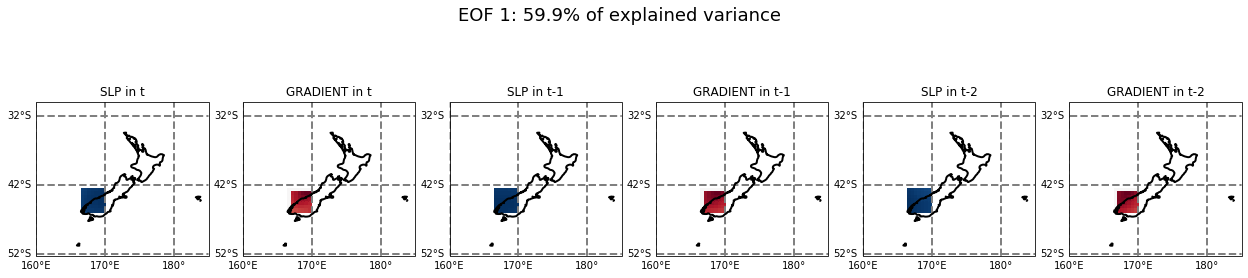 EOF 1: 59.9% of explained variance
SLP in t
GRADIENT in t
SLP in t-1
GRADIENT in t-1
SLP in t-2
GRADIENT in t-2
32°S 32°S 32°S 32°S 32°S 32°S
42°S 42°S 42°S 42°S 42°S 42°S
52°S 52°S 52°S 52°S 52°S 52°S
160°E 170°E 180° 160°E 170°E 180° 160°E 170°E 180° 160°E 170°E 180° 160°E 170°E 180° 160°E 170°E 180°